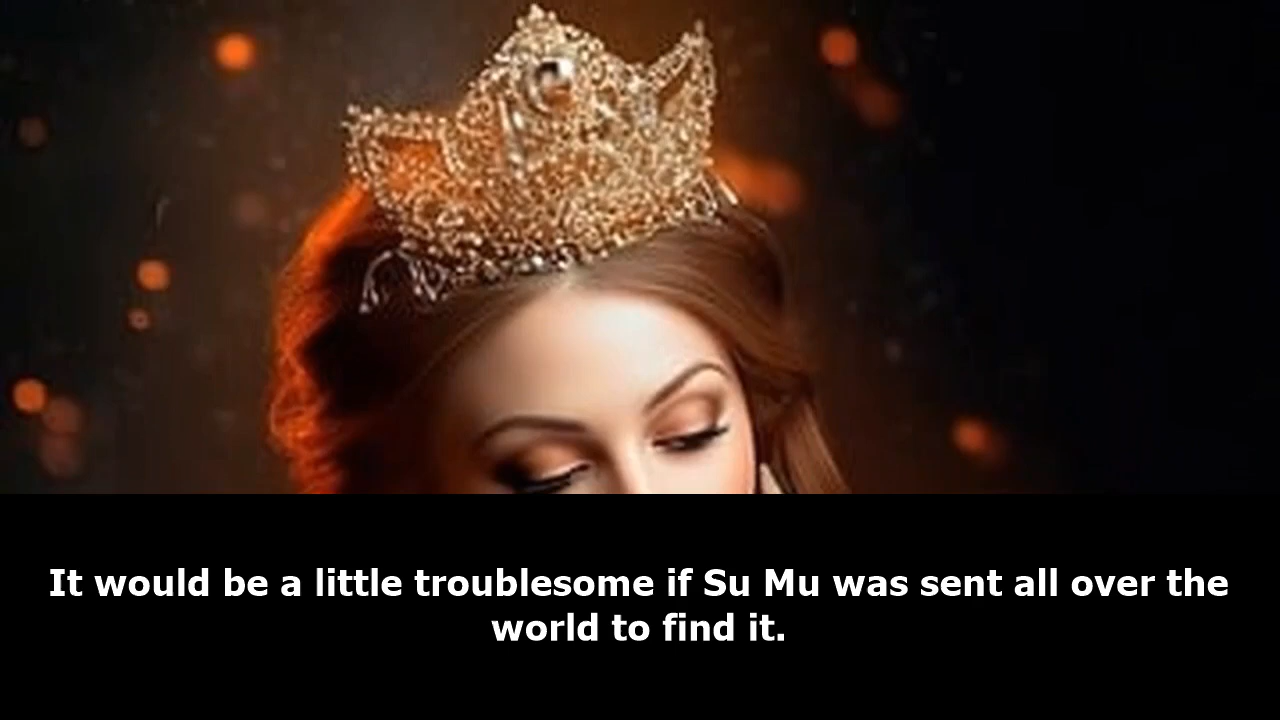 It would be a little troublesome if Su Mu was sent all over the
world to find it.